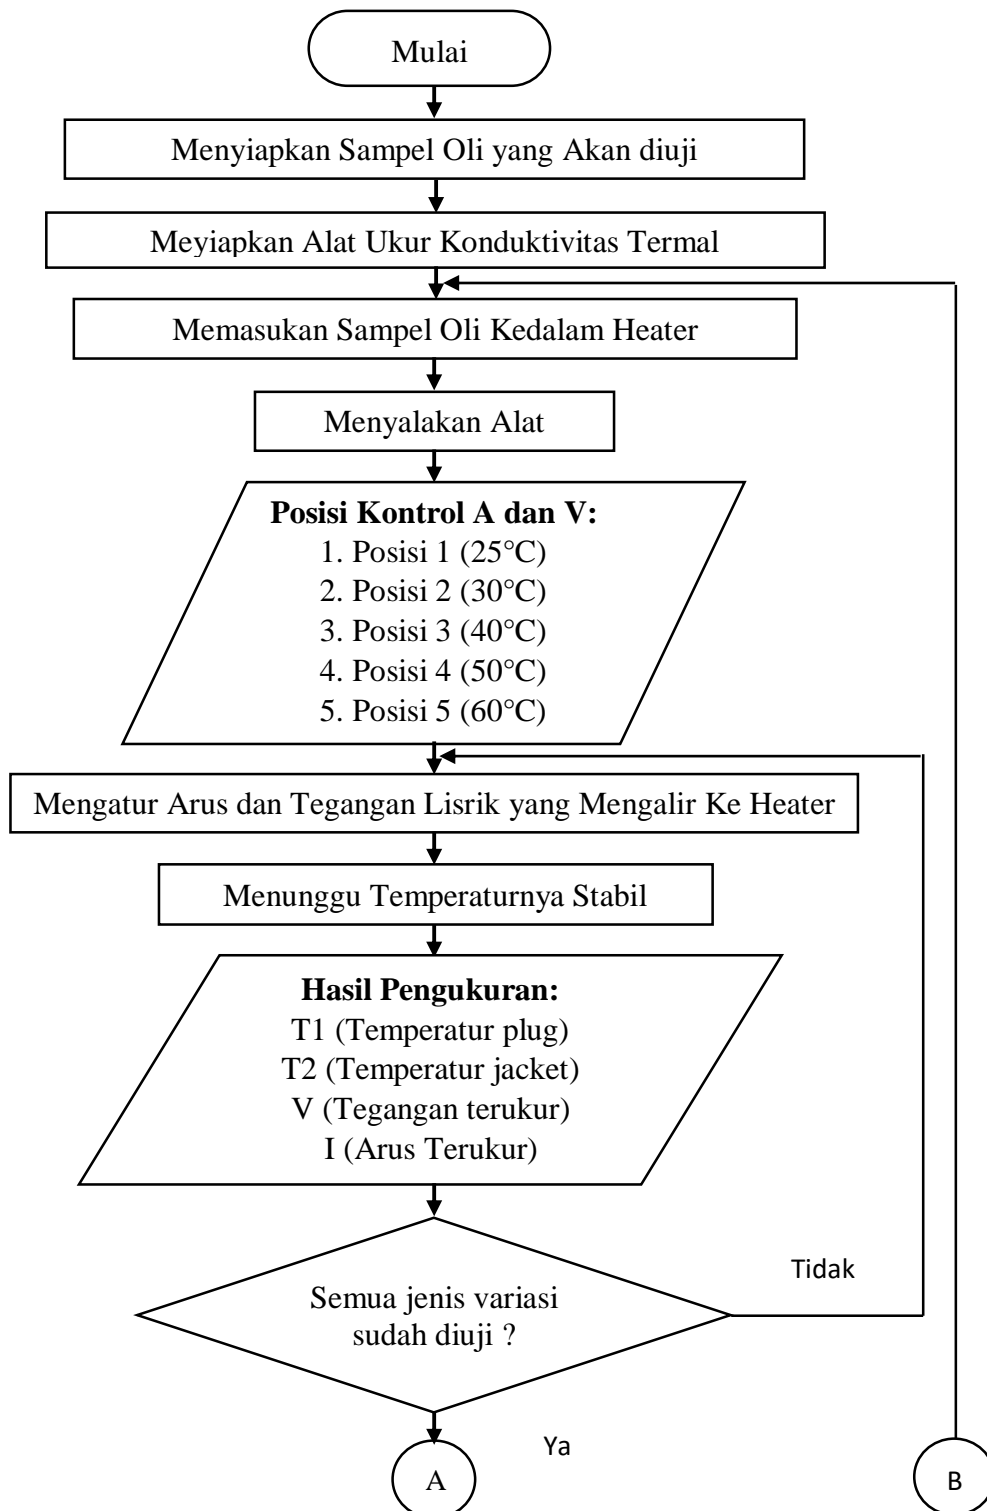 Mulai
Menyiapkan Sampel Oli yang Akan diuji
Meyiapkan Alat Ukur Konduktivitas Termal
Memasukan Sampel Oli Kedalam Heater
Menyalakan Alat
Posisi Kontrol A dan V:
1. Posisi 1 (25°C)
2. Posisi 2 (30°C)
3. Posisi 3 (40°C)
4. Posisi 4 (50°C)
5. Posisi 5 (60°C)
Mengatur Arus dan Tegangan Lisrik yang Mengalir Ke Heater
Menunggu Temperaturnya Stabil
Hasil Pengukuran:
T1 (Temperatur plug)
T2 (Temperatur jacket)
V (Tegangan terukur)
I (Arus Terukur)
Tidak
Semua jenis variasi
sudah diuji ?
Ya
A
B